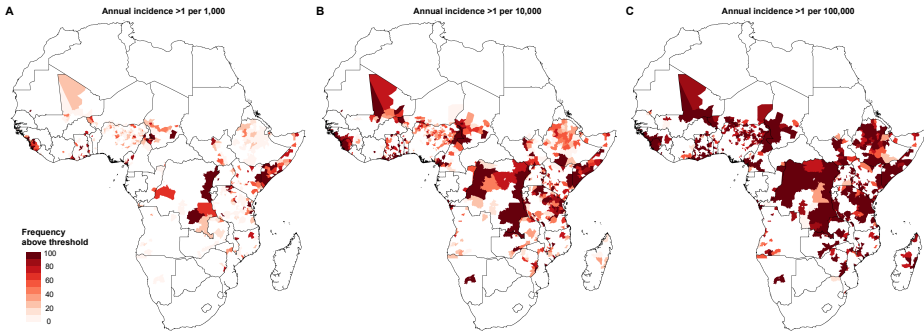 A
Annual incidence >1 per 1,000
B
Annual incidence >1 per 10,000
C
Annual incidence >1 per 100,000
Frequency
above threshold
100
80
60
40
20
0